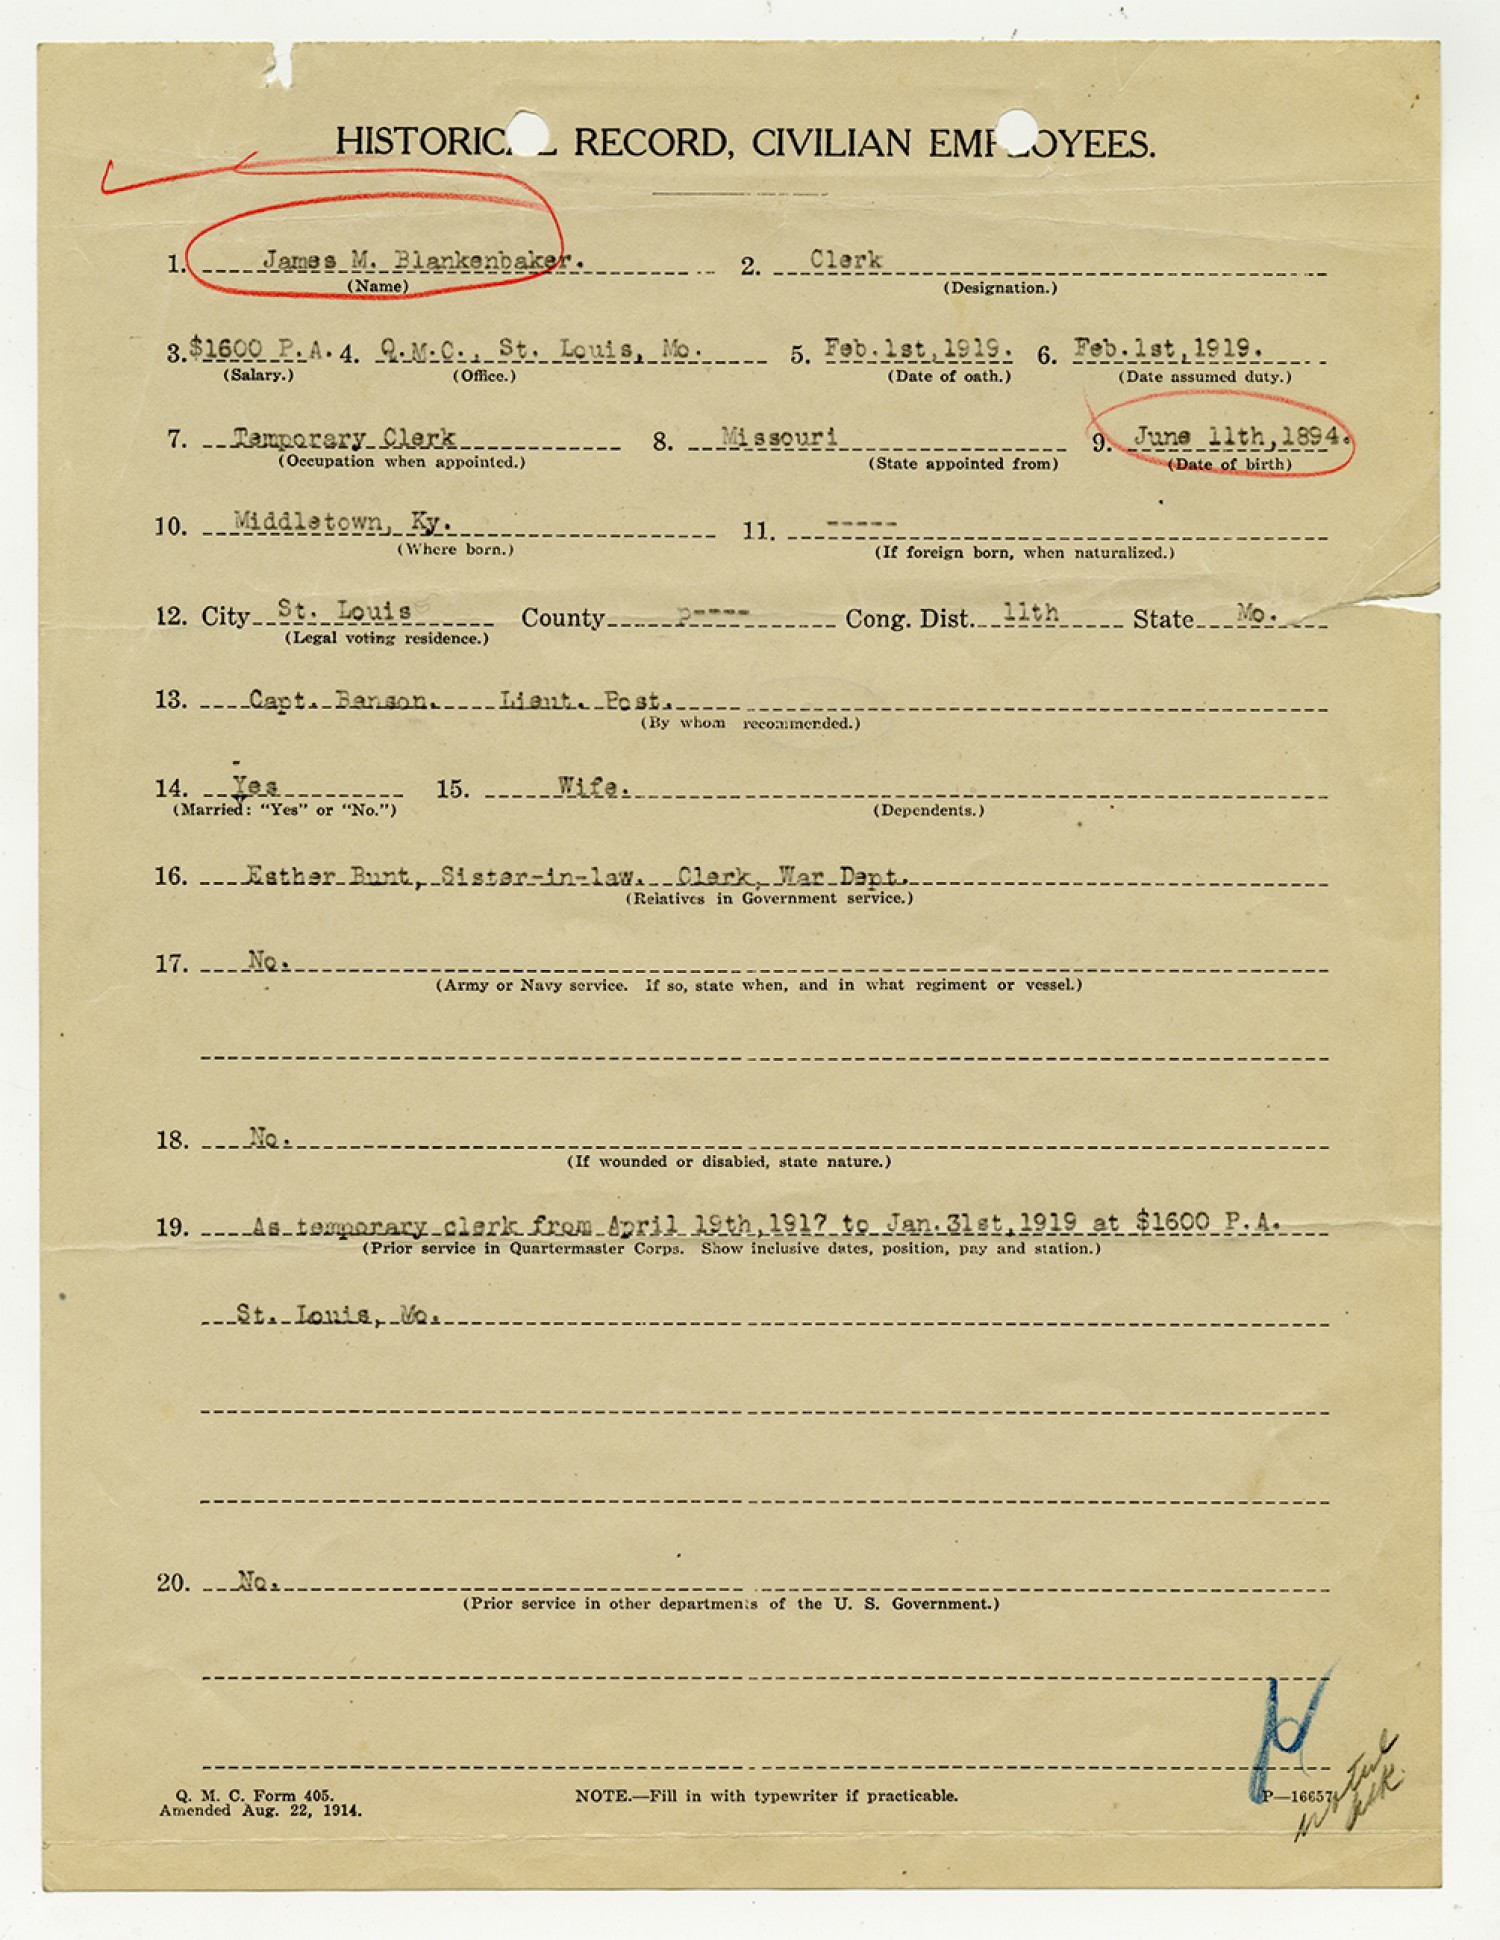 HISTORICAL RECORD, CIVILIAN EMPLOYEES.
1. James M. Blankenbaker. 2. Clerk
(Name) (Designation.)
3. $1600 P.A. 4. Q.M.C., St. Louis, Mo. 5. Feb.1st,1919. 6. Feb.1st,1919.
(Salary.) (Office.) (Date of oath.) (Date assumed duty.)
7. Temporary Clerk 8. Missouri 9. June 11th,1894.
(Occupation when appointed.) (State appointed from) (Date of birth)
10. Middletown, Ky. 11. -----
(Where born.) (If foreign born, when naturalized.)
12. City St. Louis County ----- Cong. Dist. 11th State Mo.
(Legal voting residence.)
13. Capt. Benson. Lieut. Post.
(By whom recommended.)
14. Yes 15. Wife.
(Married: “Yes” or “No.”) (Dependents.)
16. Esther Bunt, Sister-in-law. Clerk, War Dept.
(Relatives in Government service.)
17. No.
(Army or Navy service. If so, state when, and in what regiment or vessel.)
18. No.
(If wounded or disabled, state nature.)
19. As temporary clerk from April 19th,1917 to Jan.31st,1919 at $1600 P.A.
(Prior service in Quartermaster Corps. Show inclusive dates, position, pay and station.)
St. Louis, Mo.
20. No.
(Prior service in other departments of the U. S. Government.)
Q. M. C. Form 405. NOTE.—Fill in with typewriter if practicable. P—16657
Amended Aug. 22, 1914.